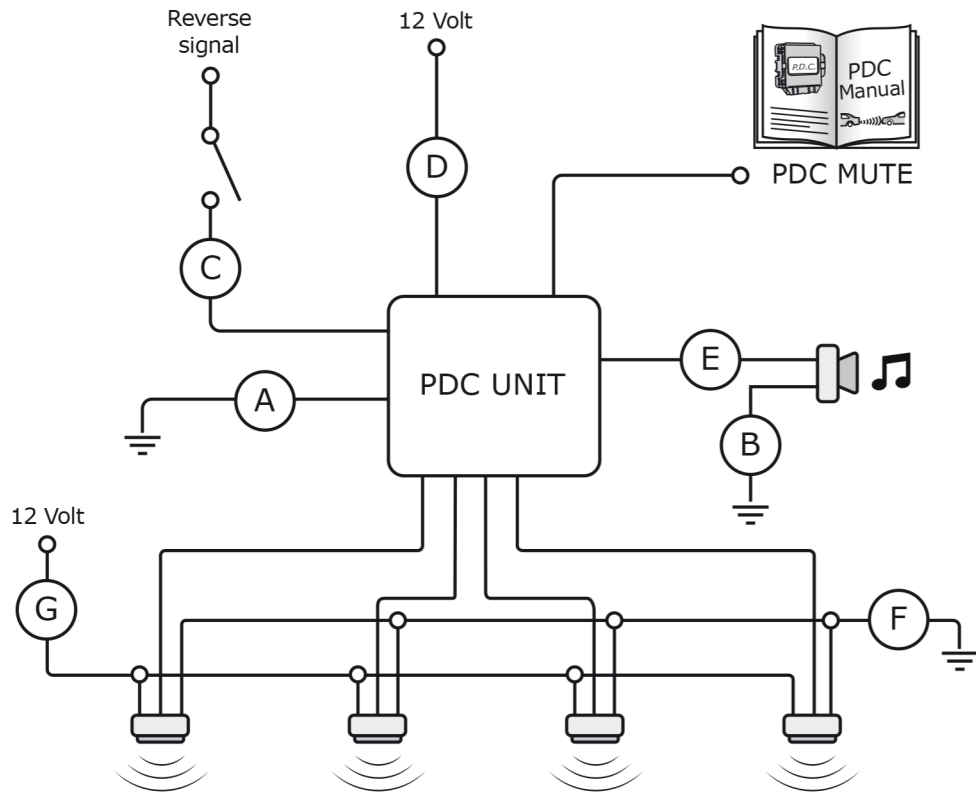 Reverse
signal
12 Volt
P.D.C.
PDC
Manual
PDC MUTE
D
C
PDC UNIT
E
A
B
12 Volt
G
F